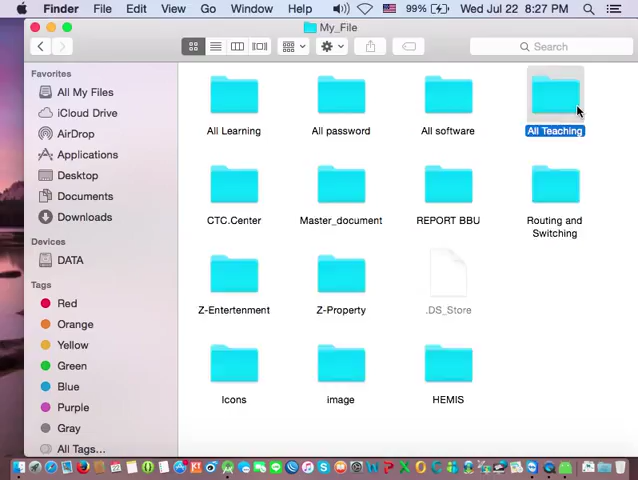 Finder File Edit View Go Window Help 99% Wed Jul 22 8:27 PM
My_File
Search
Favorites
All My Files
iCloud Drive
AirDrop
Applications
Desktop
Documents
Downloads
Devices
DATA
Tags
Red
Orange
Yellow
Green
Blue
Purple
Gray
All Tags...
All Learning
All password
All software
All Teaching
CTC.Center
Master_document
REPORT BBU
Routing and
Switching
Z-Entertenment
Z-Property
.DS_Store
Icons
image
HEMIS